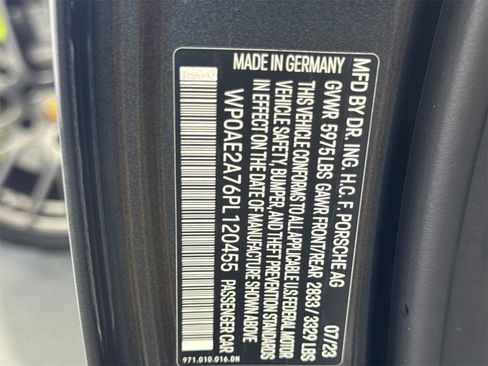 MADE IN GERMANY
MFD BY DR. ING. H.C. F. PORSCHE AG
07/23
GVWR 5975 LBS GAWR FRONT/REAR 2833 / 3329 LBS
THIS VEHICLE CONFORMS TO ALL APPLICABLE US FEDERAL MOTOR
VEHICLE SAFETY, BUMPER, AND THEFT PREVENTION STANDARDS
IN EFFECT ON THE DATE OF MANUFACTURE SHOWN ABOVE
WP0AE2A76PL120455 PASSENGER CAR
971.010.016.DN